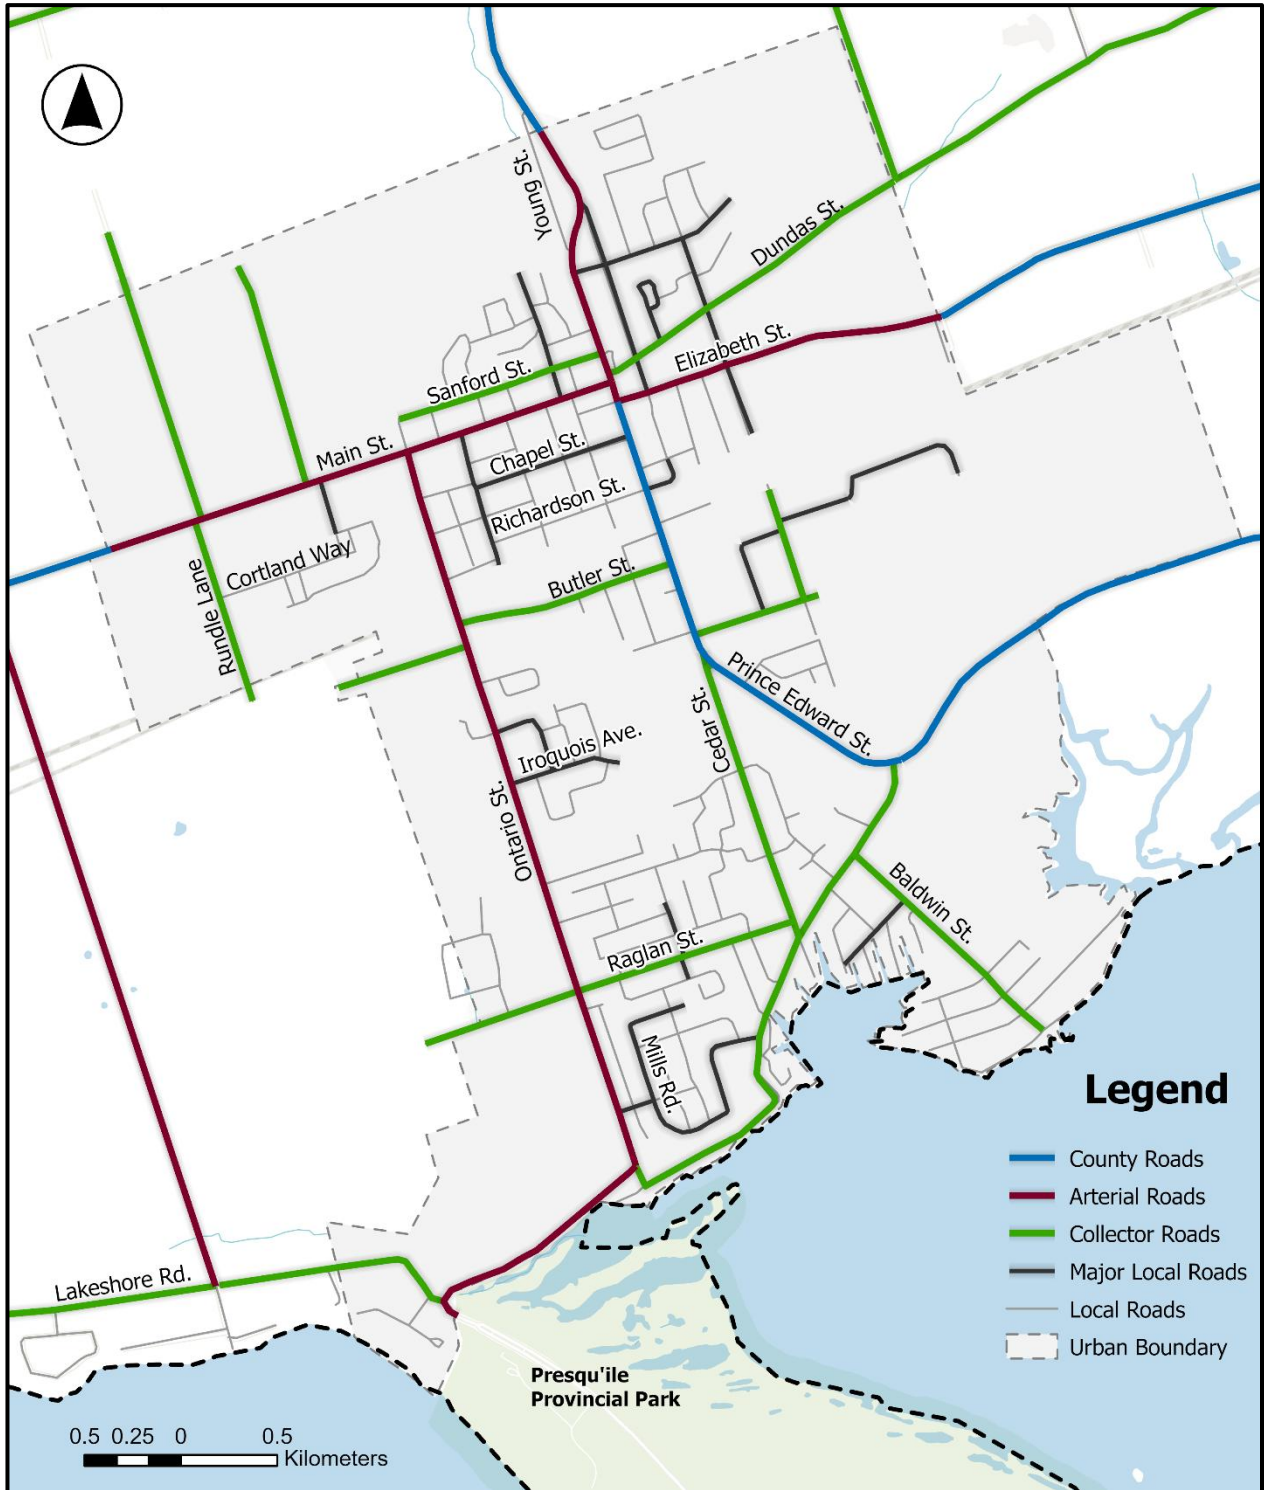 Young St.
Dundas St.
Elizabeth St.
Sanford St.
Main St.
Chapel St.
Richardson St.
Cortland Way
Rundle Lane
Butler St.
Prince Edward St.
Cedar St.
Iroquois Ave.
Ontario St.
Baldwin St.
Raglan St.
Mills Rd.
Lakeshore Rd.
Presqu'ile
Provincial Park
Legend
County Roads
Arterial Roads
Collector Roads
Major Local Roads
Local Roads
Urban Boundary
0.5 0.25 0 0.5
Kilometers